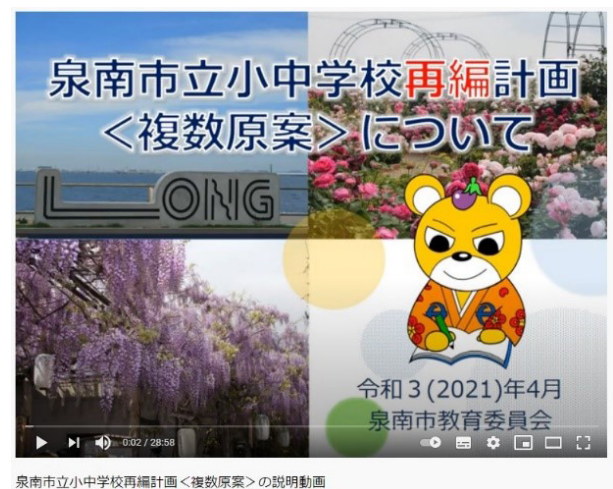 泉南市立小中学校再編計画
＜複数原案＞について
LONG
令和３(2021)年4月
泉南市教育委員会
0:02 / 28:58
泉南市立小中学校再編計画＜複数原案＞の説明動画